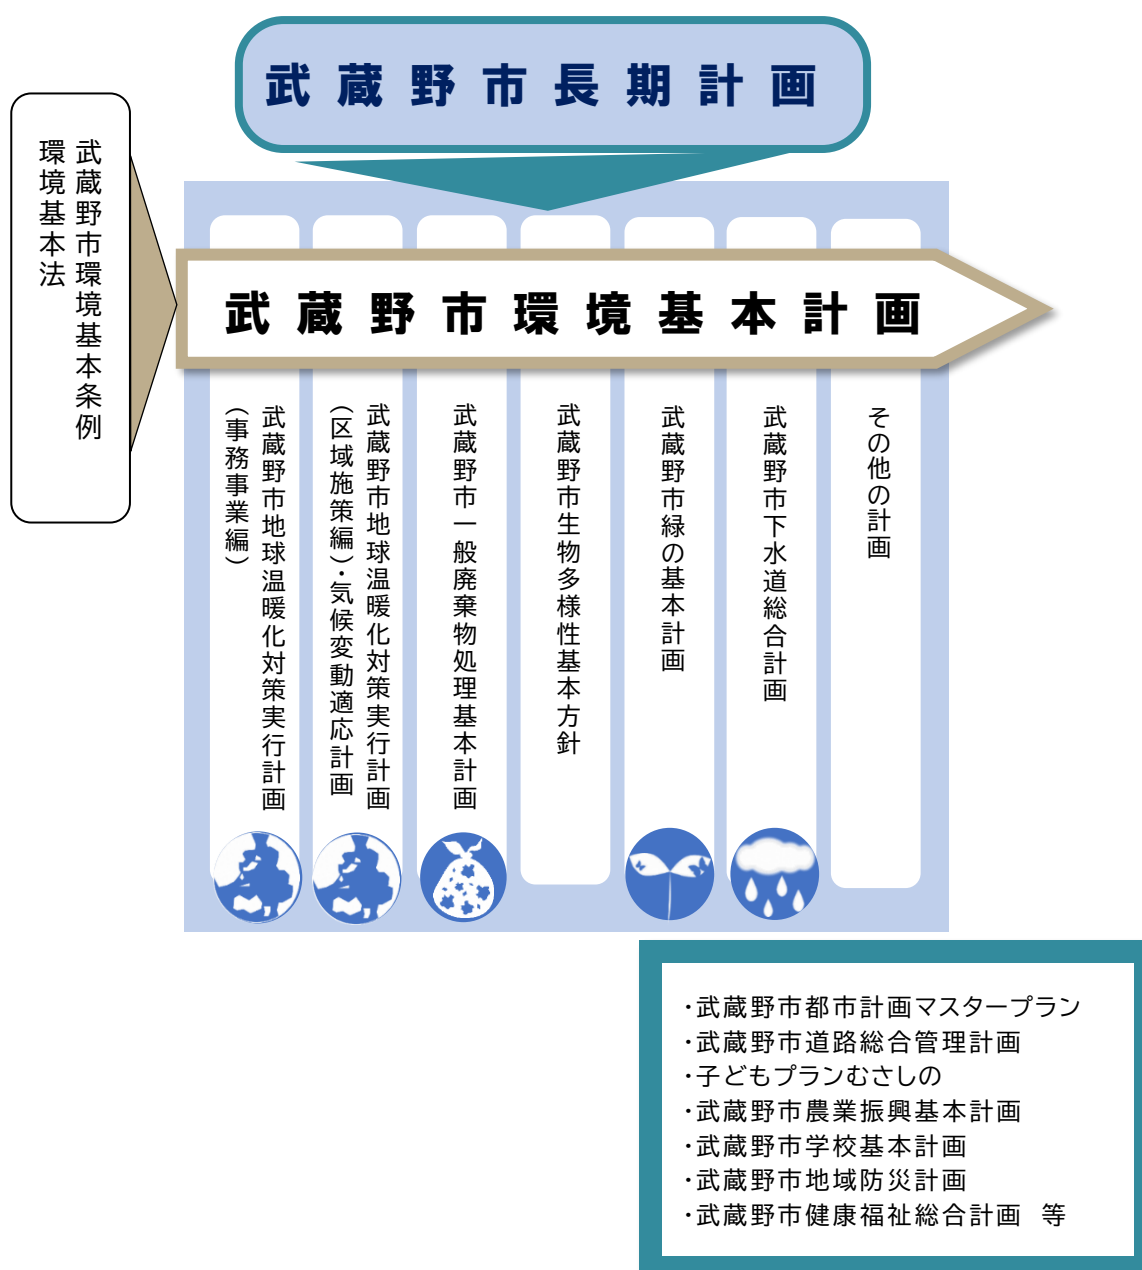 武蔵野市長期計画
武蔵野市環境基本条例
環境基本法
武蔵野市環境基本計画
武蔵野市地球温暖化対策実行計画
（事務事業編）
武蔵野市地球温暖化対策実行計画
（区域施策編）・気候変動適応計画
武蔵野市一般廃棄物処理基本計画
武蔵野市生物多様性基本方針
武蔵野市緑の基本計画
武蔵野市下水道総合計画
その他の計画
・武蔵野市都市計画マスタープラン
・武蔵野市道路総合管理計画
・子どもプランむさしの
・武蔵野市農業振興基本計画
・武蔵野市学校基本計画
・武蔵野市地域防災計画
・武蔵野市健康福祉総合計画　等